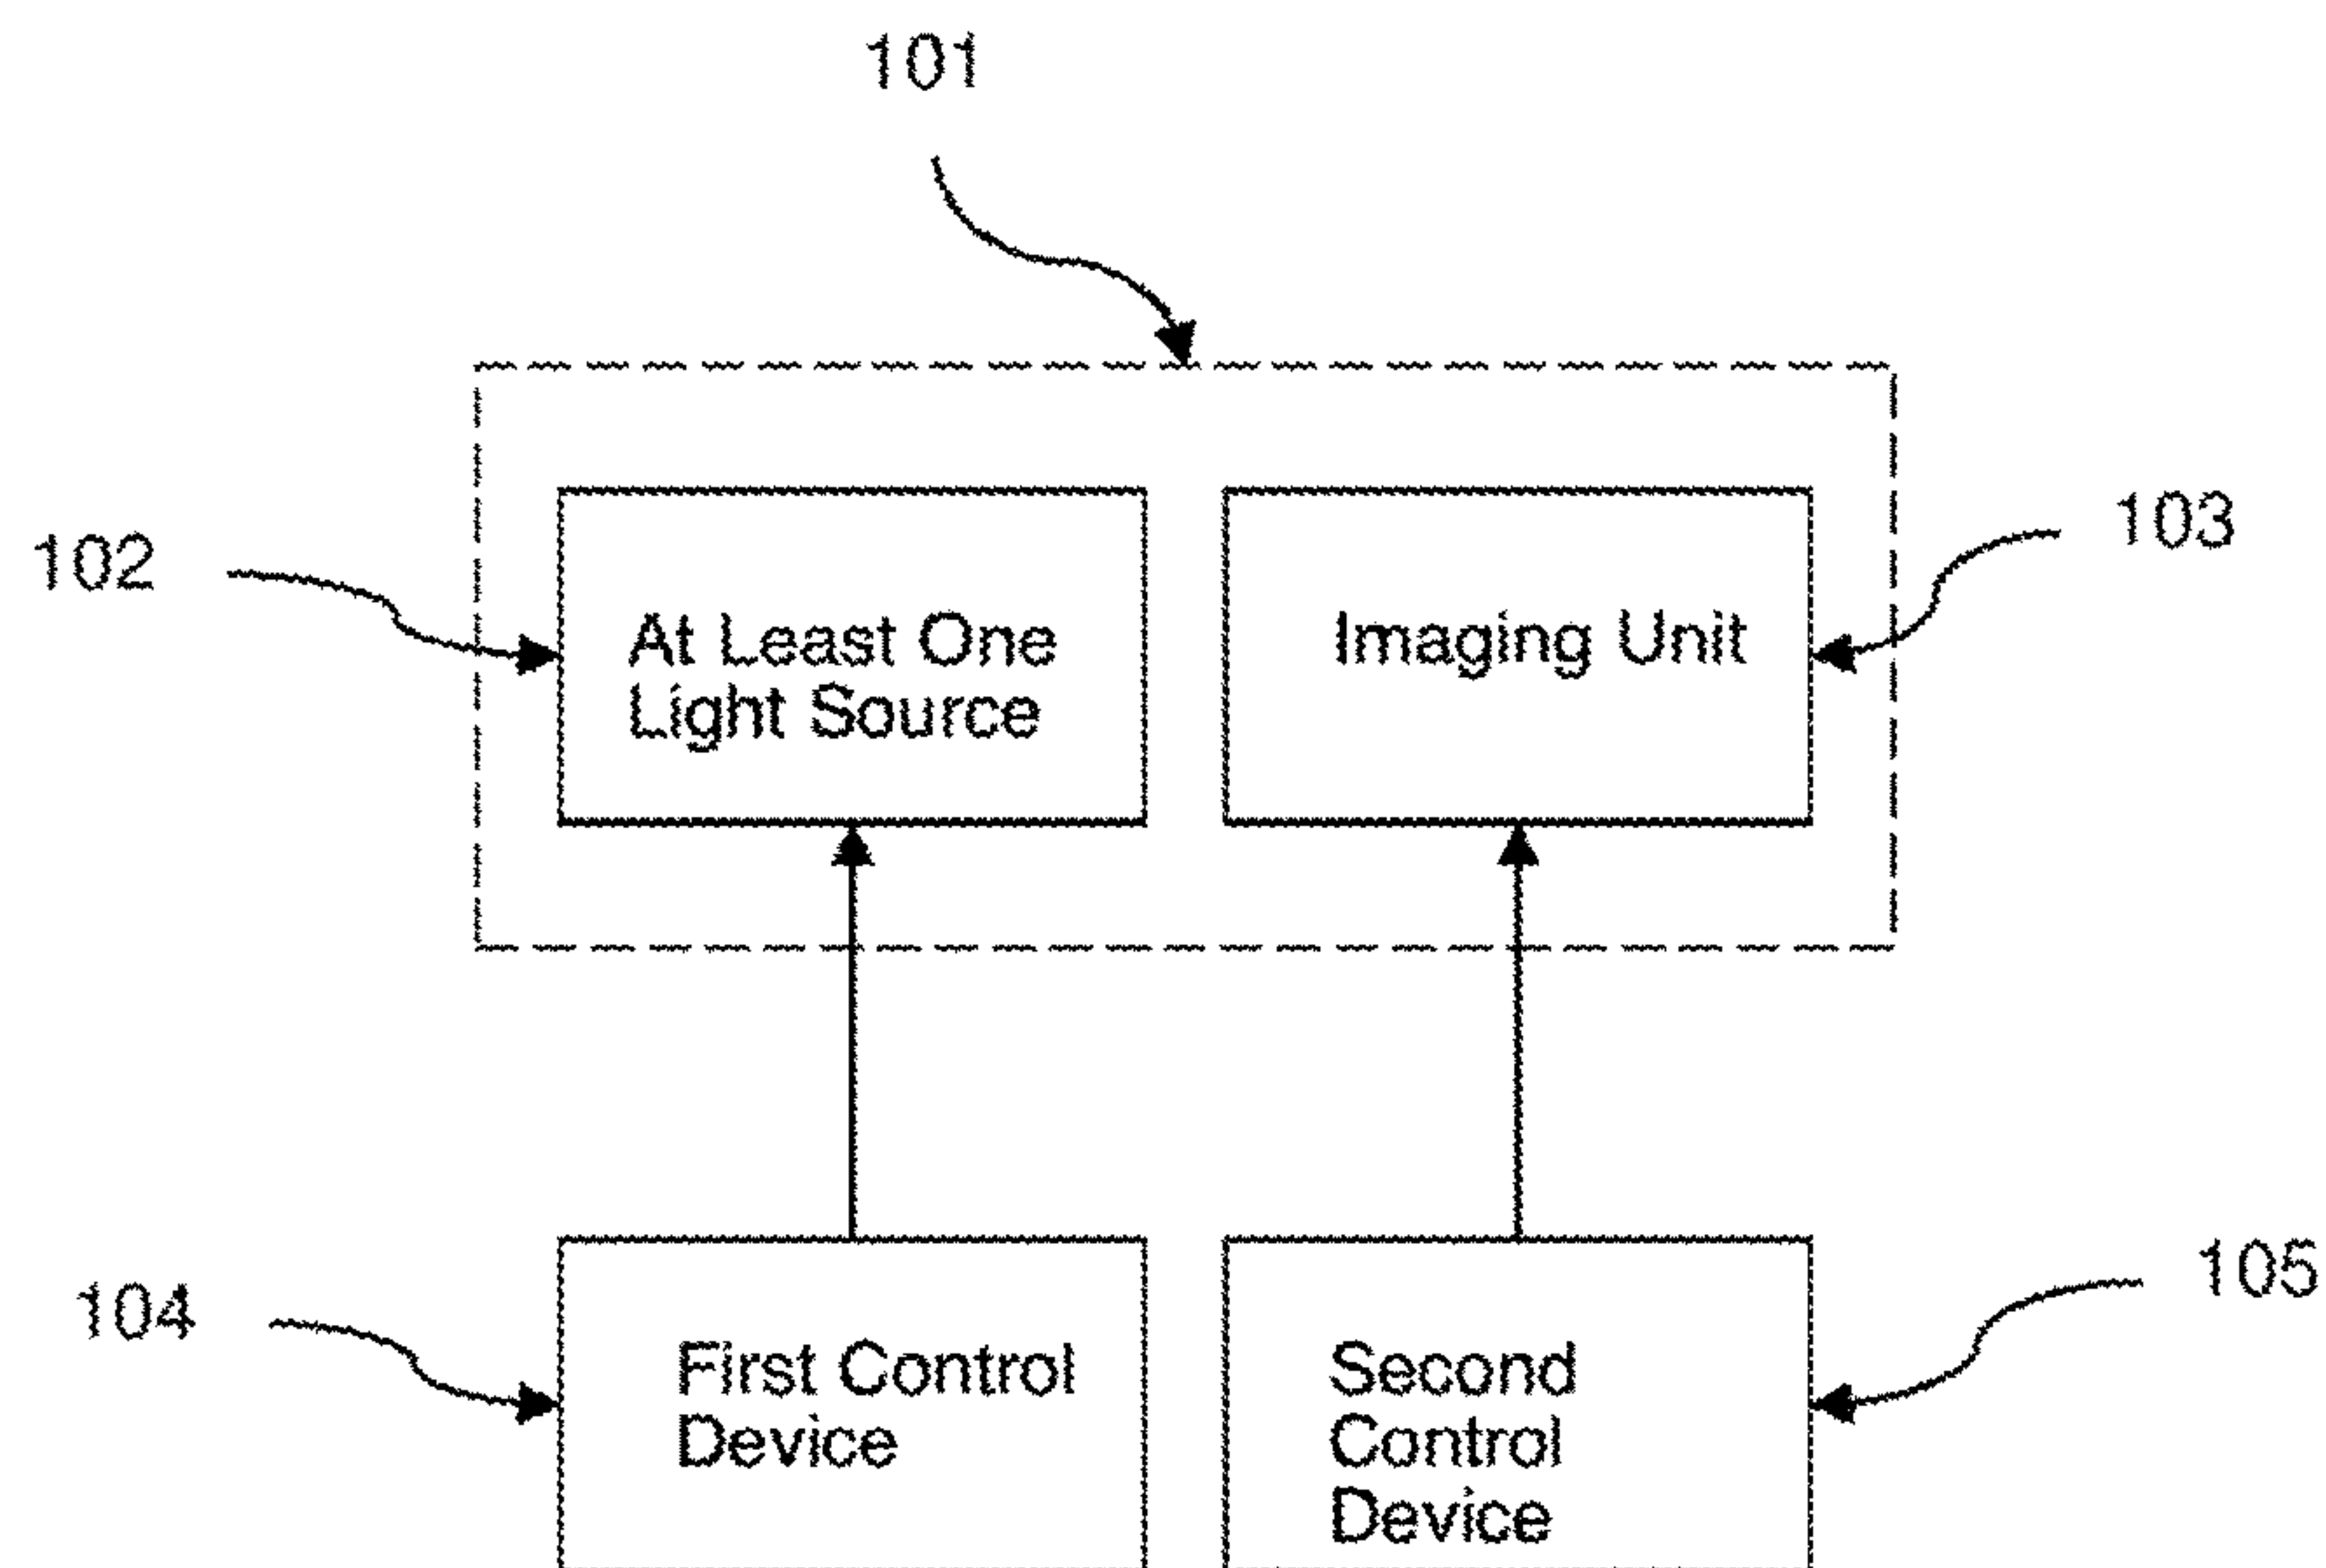 101
102
103
At Least One
Light Source
Imaging Unit
104
105
First Control
Device
Second
Control
Device